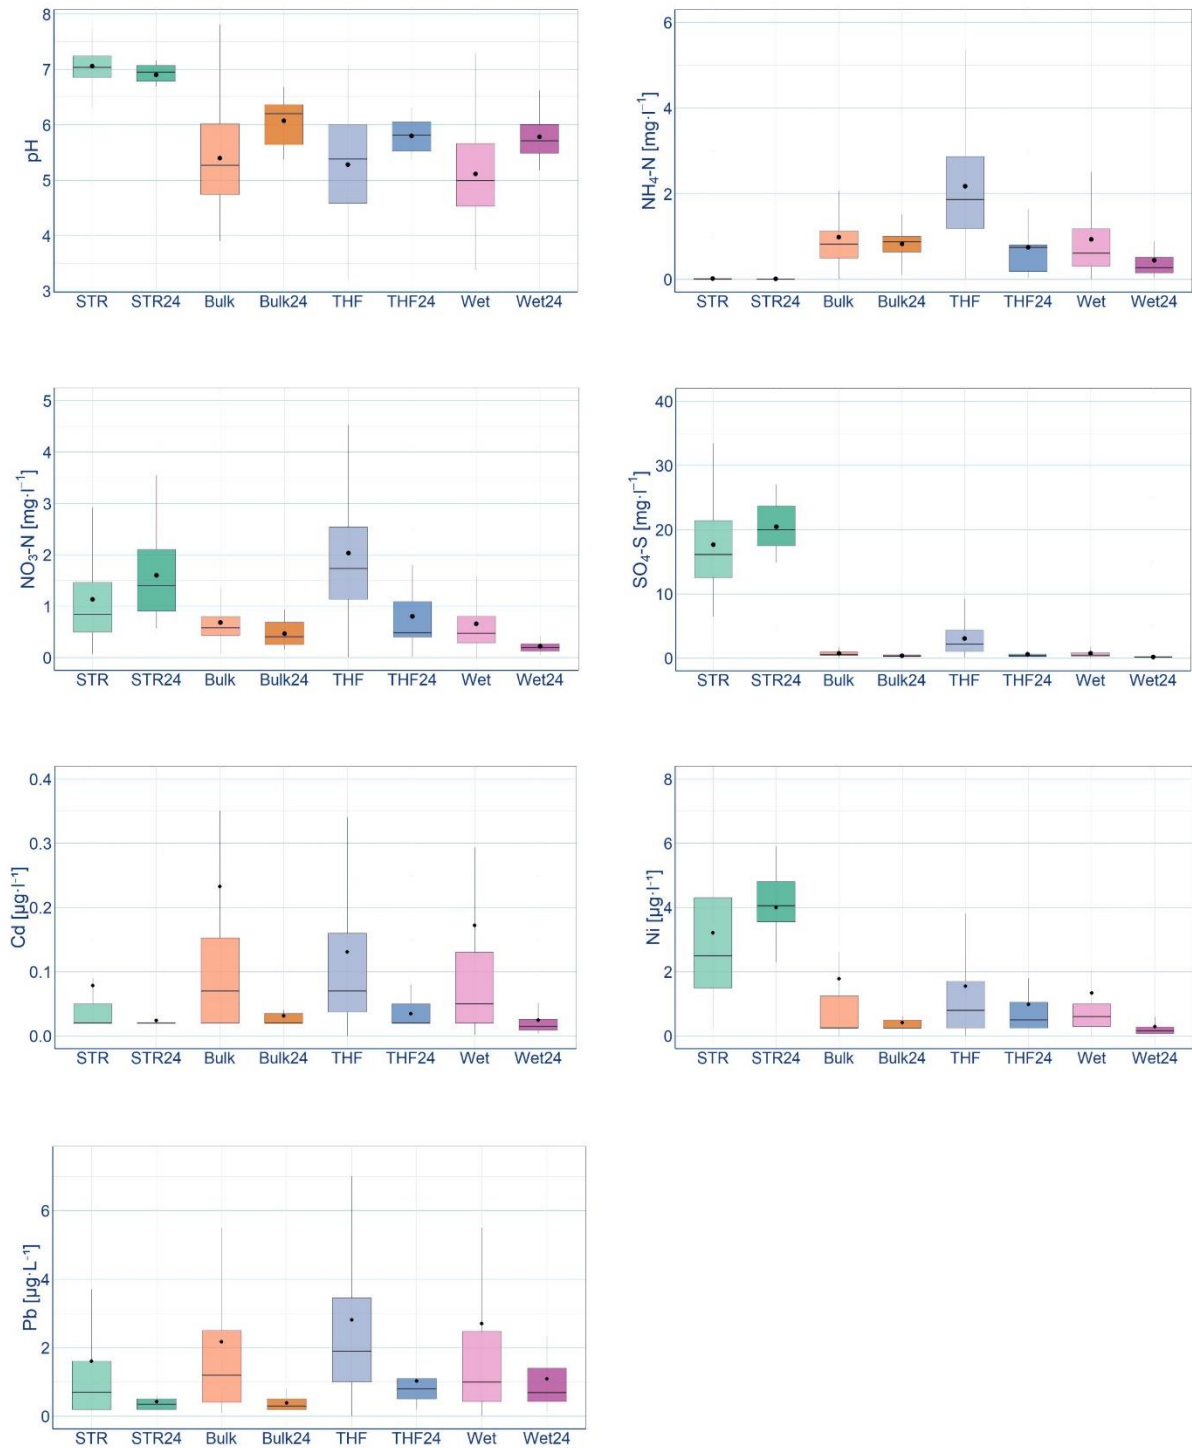 pH
8
7
6
5
4
3
STR STR24 Bulk Bulk24 THF THF24 Wet Wet24
NH₄-N [mg·l⁻¹]
6
4
2
0
STR STR24 Bulk Bulk24 THF THF24 Wet Wet24
NO₃-N [mg·l⁻¹]
5
4
3
2
1
0
STR STR24 Bulk Bulk24 THF THF24 Wet Wet24
SO₄-S [mg·l⁻¹]
40
30
20
10
0
STR STR24 Bulk Bulk24 THF THF24 Wet Wet24
Cd [µg·l⁻¹]
0.4
0.3
0.2
0.1
0.0
STR STR24 Bulk Bulk24 THF THF24 Wet Wet24
Ni [µg·l⁻¹]
8
6
4
2
0
STR STR24 Bulk Bulk24 THF THF24 Wet Wet24
Pb [µg·L⁻¹]
6
4
2
0
STR STR24 Bulk Bulk24 THF THF24 Wet Wet24